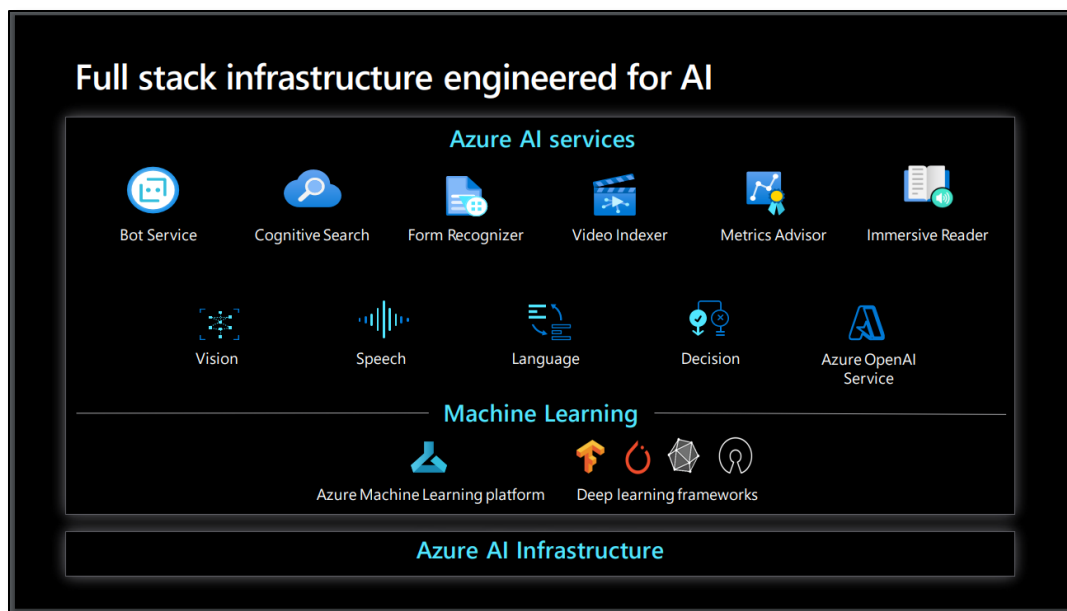 Full stack infrastructure engineered for AI
Azure AI services
Bot Service
Cognitive Search
Form Recognizer
Video Indexer
Metrics Advisor
Immersive Reader
Vision
Speech
Language
Decision
Azure OpenAI
Service
Machine Learning
Azure Machine Learning platform
Deep learning frameworks
Azure AI Infrastructure